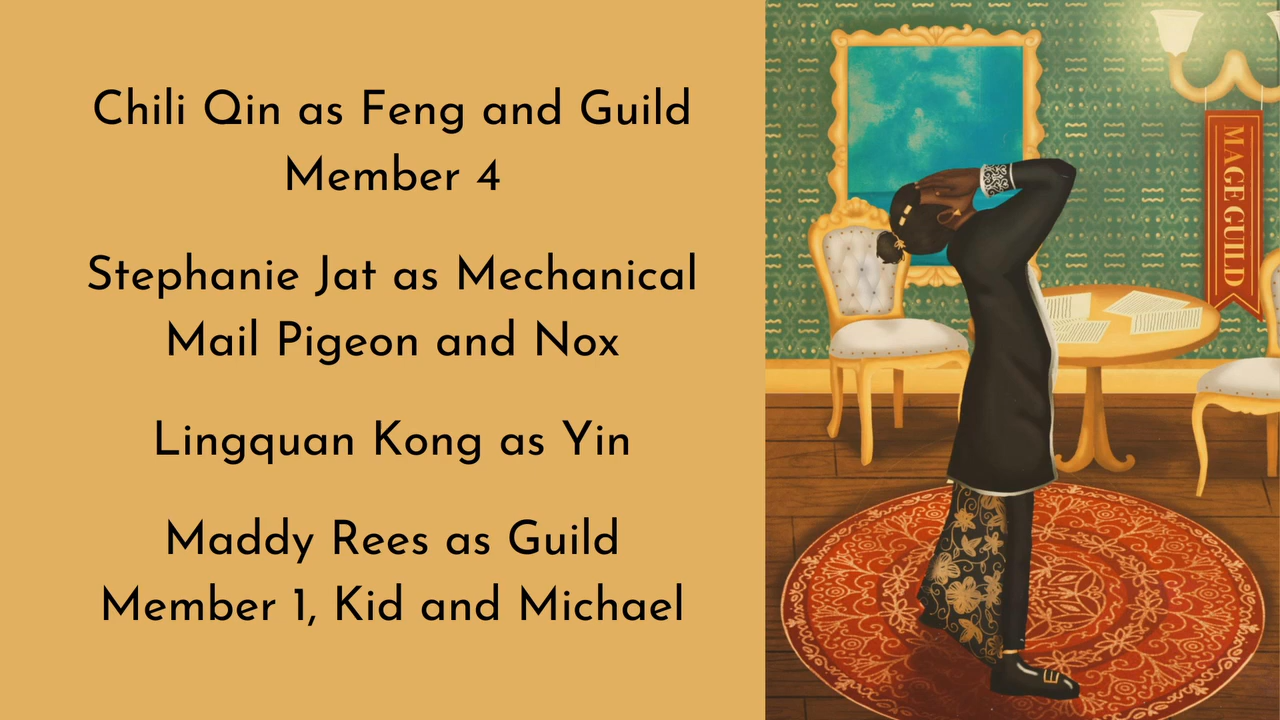 Chili Qin as Feng and Guild
Member 4
Stephanie Jat as Mechanical
Mail Pigeon and Nox
Lingquan Kong as Yin
Maddy Rees as Guild
Member 1, Kid and Michael
MAGE GUILD